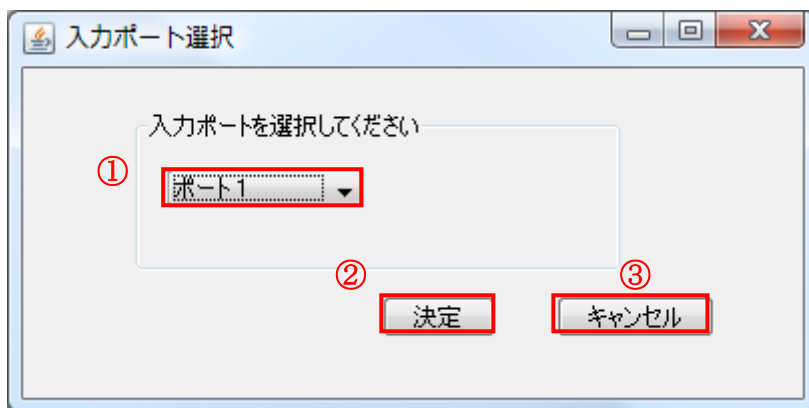 入力ポート選択
入力ポートを選択してください
①
ポート1
②
③
決定
キャンセル